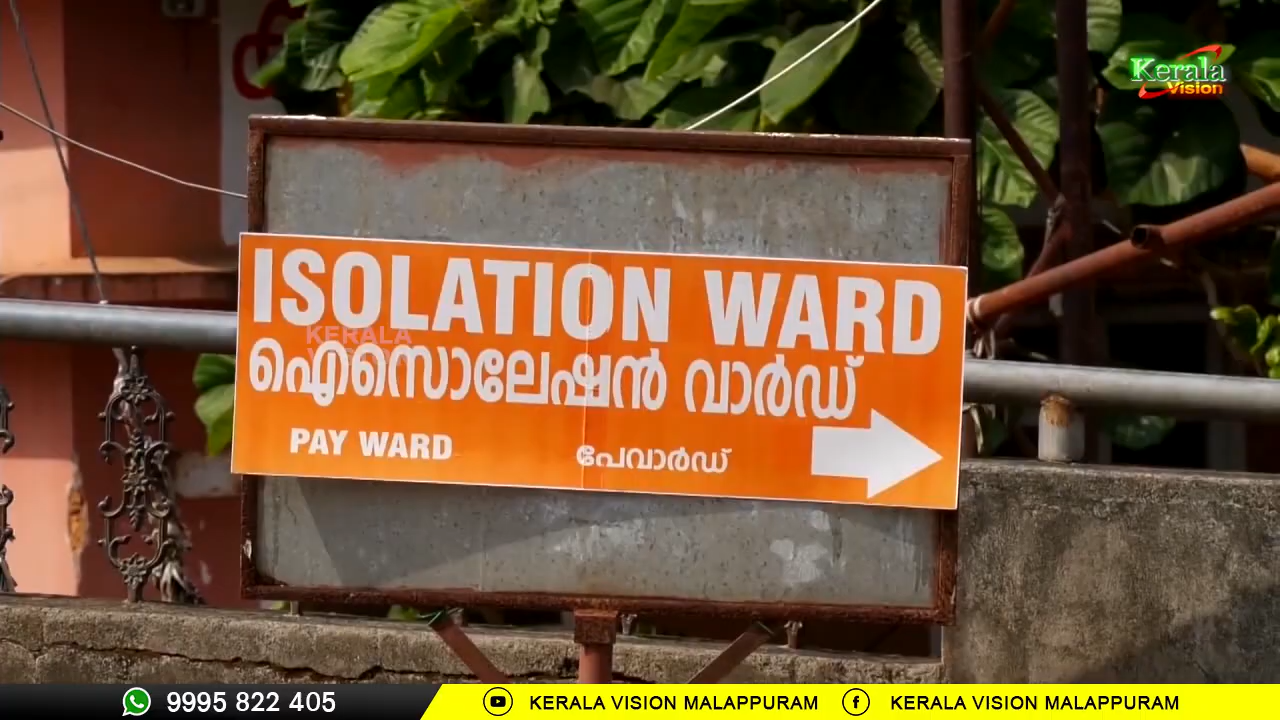 Kerala
Vision
ISOLATION WARD
KERALA
ഐസൊലേഷൻ വാർഡ്
PAY WARD പേവാർഡ്
9995 822 405 KERALA VISION MALAPPURAM KERALA VISION MALAPPURAM